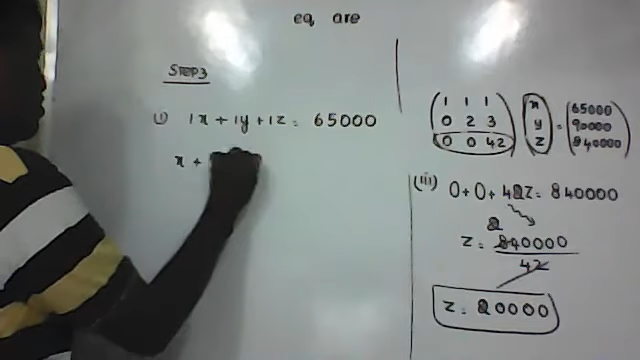 eq are
STEP3
(i) 1x + 1y + 1z = 65000
x +
1 1 1 x 65000
0 2 3 y = 90000
0 0 42 z 840000
(iii) 0 + 0 + 42z = 840000
2
z = 840000
42
z = 20000